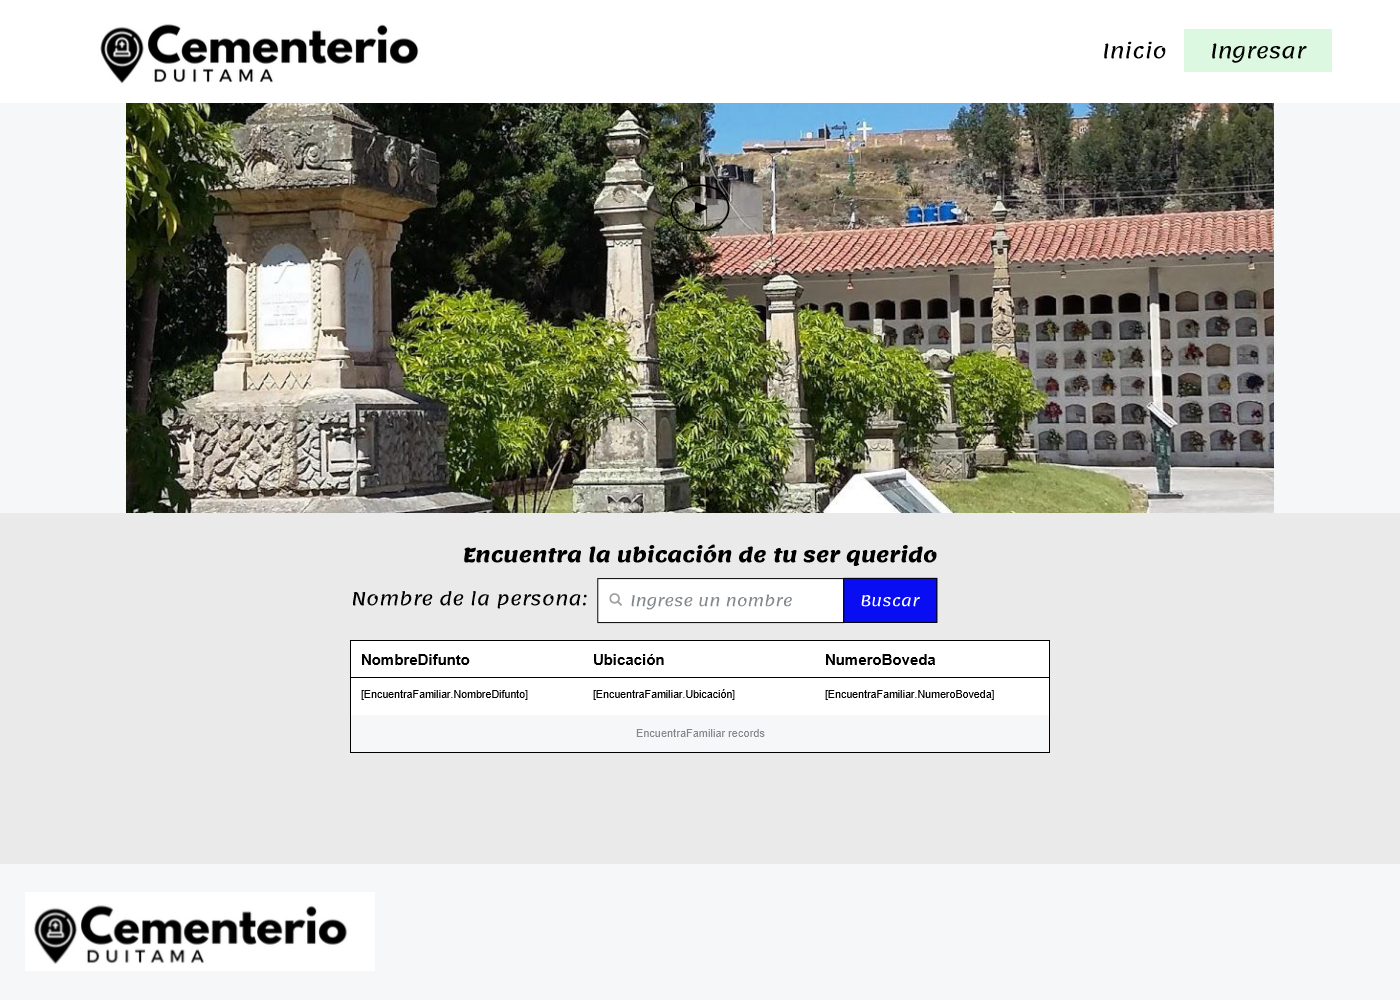 Cementerio
DUITAMA
Inicio
Ingresar
Encuentra la ubicación de tu ser querido
Nombre de la persona:
Ingrese un nombre
Buscar
NombreDifunto
Ubicación
NumeroBoveda
[EncuentraFamiliar.NombreDifunto]
[EncuentraFamiliar.Ubicación]
[EncuentraFamiliar.NumeroBoveda]
EncuentraFamiliar records
Cementerio
DUITAMA